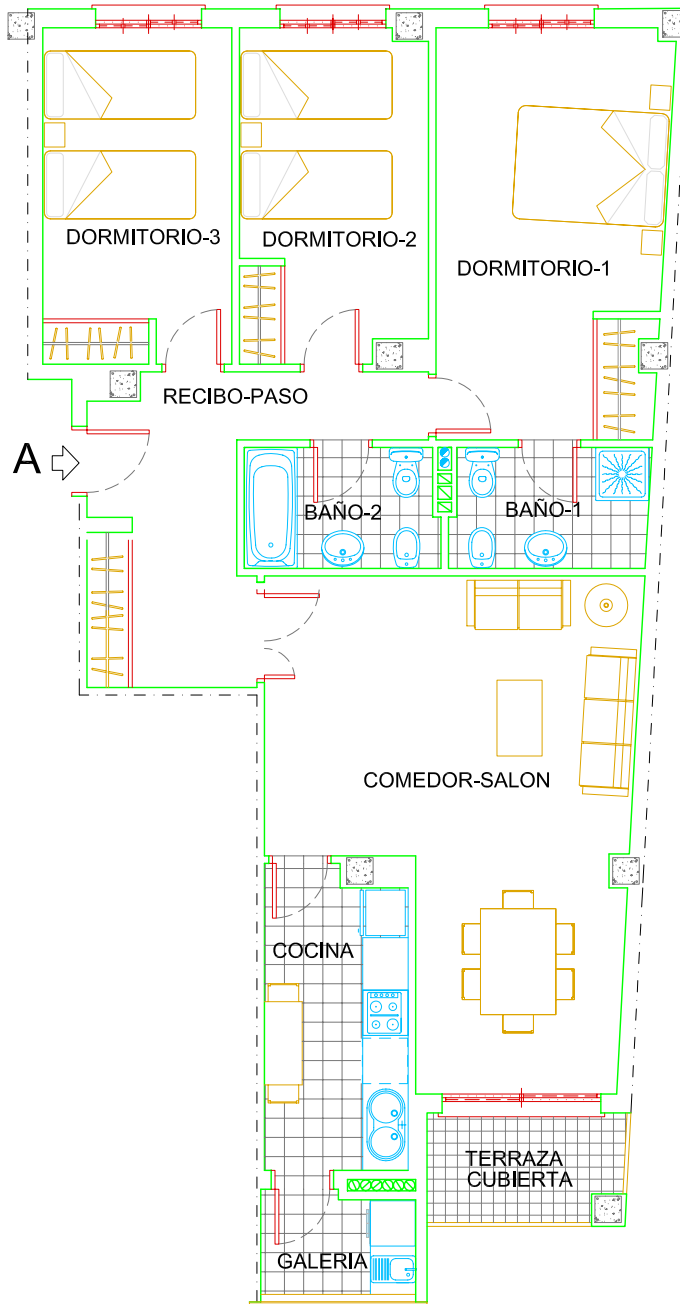 DORMITORIO-3
DORMITORIO-2
DORMITORIO-1
RECIBO-PASO
A
BAÑO-2
BAÑO-1
COMEDOR-SALON
COCINA
TERRAZA
CUBIERTA
GALERIA